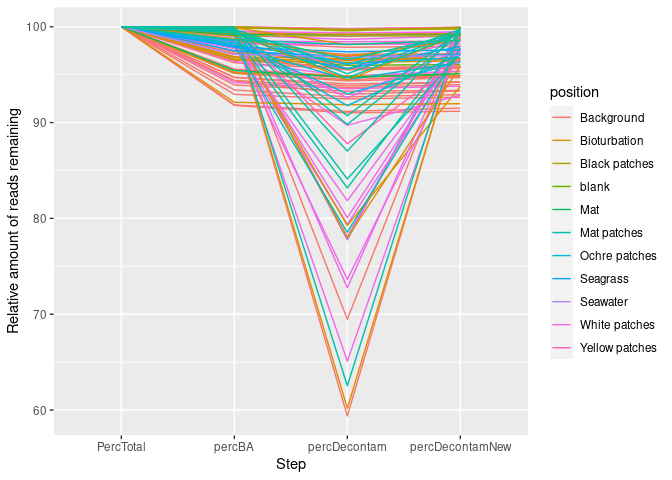 100
90
80
70
60
Relative amount of reads remaining
PercTotal
percBA
percDecontam
percDecontamNew
Step
position
Background
Bioturbation
Black patches
blank
Mat
Mat patches
Ochre patches
Seagrass
Seawater
White patches
Yellow patches